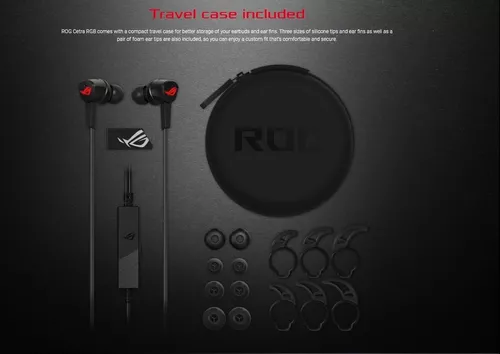 Travel case included
ROG Cetra RGB comes with a compact travel case for better storage of your earbuds and ear fins. Three sizes of silicone tips and ear fins as well as a
pair of foam ear tips are also included, so you can enjoy a custom fit that's comfortable and secure.
ROG